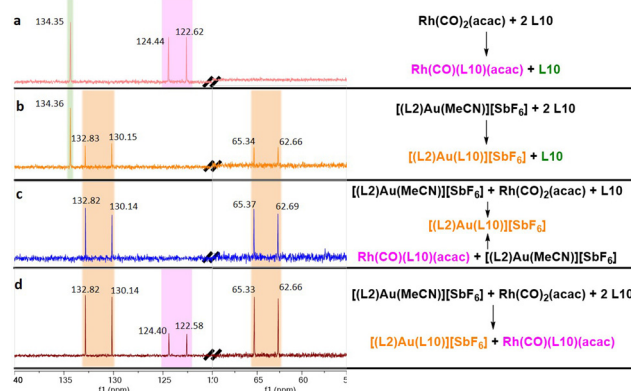 a
134.35
124.44
122.62
Rh(CO)₂(acac) + 2 L10
Rh(CO)(L10)(acac) + L10
b
134.36
132.83
130.15
65.34
62.66
[(L2)Au(MeCN)][SbF₆] + 2 L10
[(L2)Au(L10)][SbF₆] + L10
c
132.82
130.14
65.37
62.69
[(L2)Au(MeCN)][SbF₆] + Rh(CO)₂(acac) + L10
[(L2)Au(L10)][SbF₆]
Rh(CO)(L10)(acac) + [(L2)Au(MeCN)][SbF₆]
d
132.82
130.14
124.40
122.58
65.33
62.66
[(L2)Au(MeCN)][SbF₆] + Rh(CO)₂(acac) + 2 L10
[(L2)Au(L10)][SbF₆] + Rh(CO)(L10)(acac)
40 135 130 125 120 65 60 5
f1 (ppm) f1 (ppm)